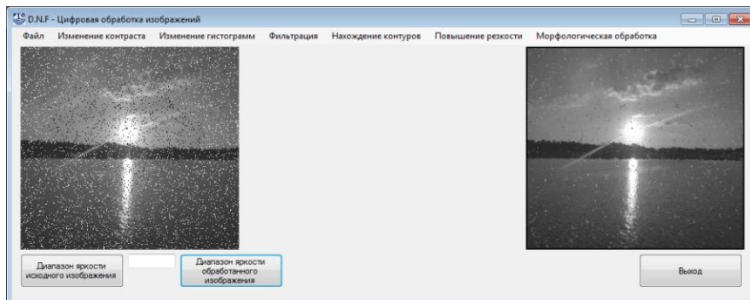 D.N.F - Цифровая обработка изображений
Файл Изменение контраста Изменение гистограмм Фильтрация Нахождение контуров Повышение резкости Морфологическая обработка
Диапазон яркости
исходного изображения
Диапазон яркости
обработанного
изображения
Выход